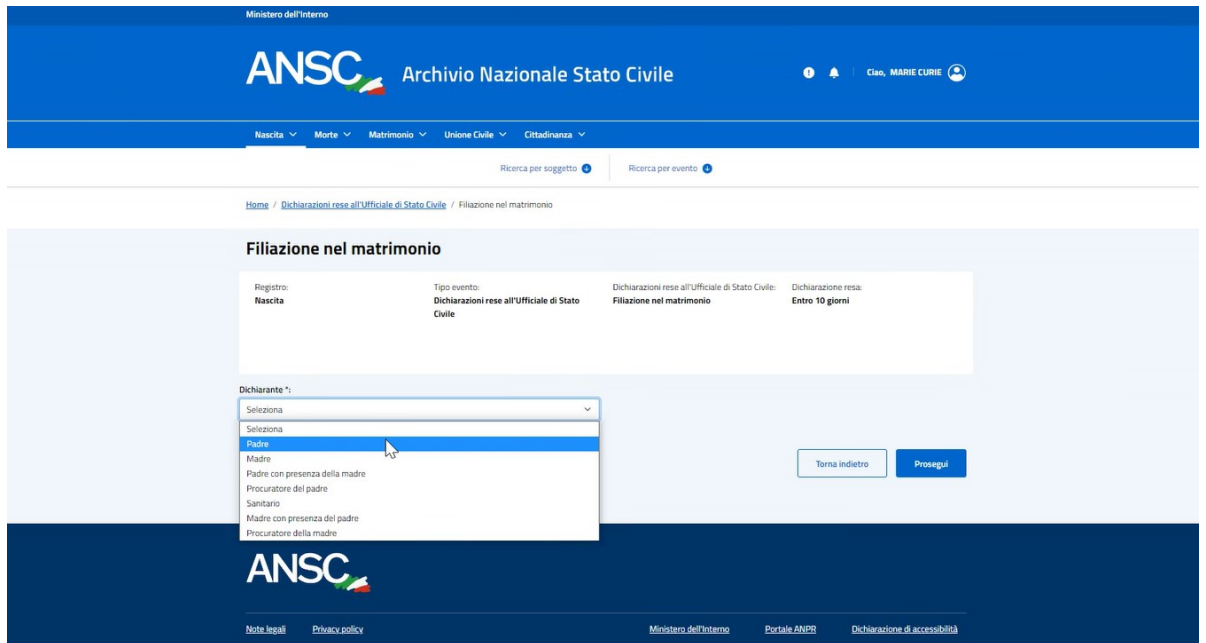 Ministero dell'Interno
ANSC Archivio Nazionale Stato Civile
Ciao, MARIE CURIE
Nascita Morte Matrimonio Unione Civile Cittadinanza
Ricerca per soggetto Ricerca per evento
Home / Dichiarazioni rese all'Ufficiale di Stato Civile / Filiazione nel matrimonio
Filiazione nel matrimonio
Registro: Tipo evento: Dichiarazioni rese all'Ufficiale di Stato Civile: Dichiarazione resa:
Nascita Dichiarazioni rese all'Ufficiale di Stato Filiazione nel matrimonio Entro 10 giorni
Civile
Dichiarante *:
Seleziona
Seleziona
Padre
Madre
Padre con presenza della madre
Torna indietro Prosegui
Procuratore del padre
Sanitario
Madre con presenza del padre
Procuratore della madre
ANSC
Note legali Privacy policy Ministero dell'Interno Portale ANPR Dichiarazione di accessibilità